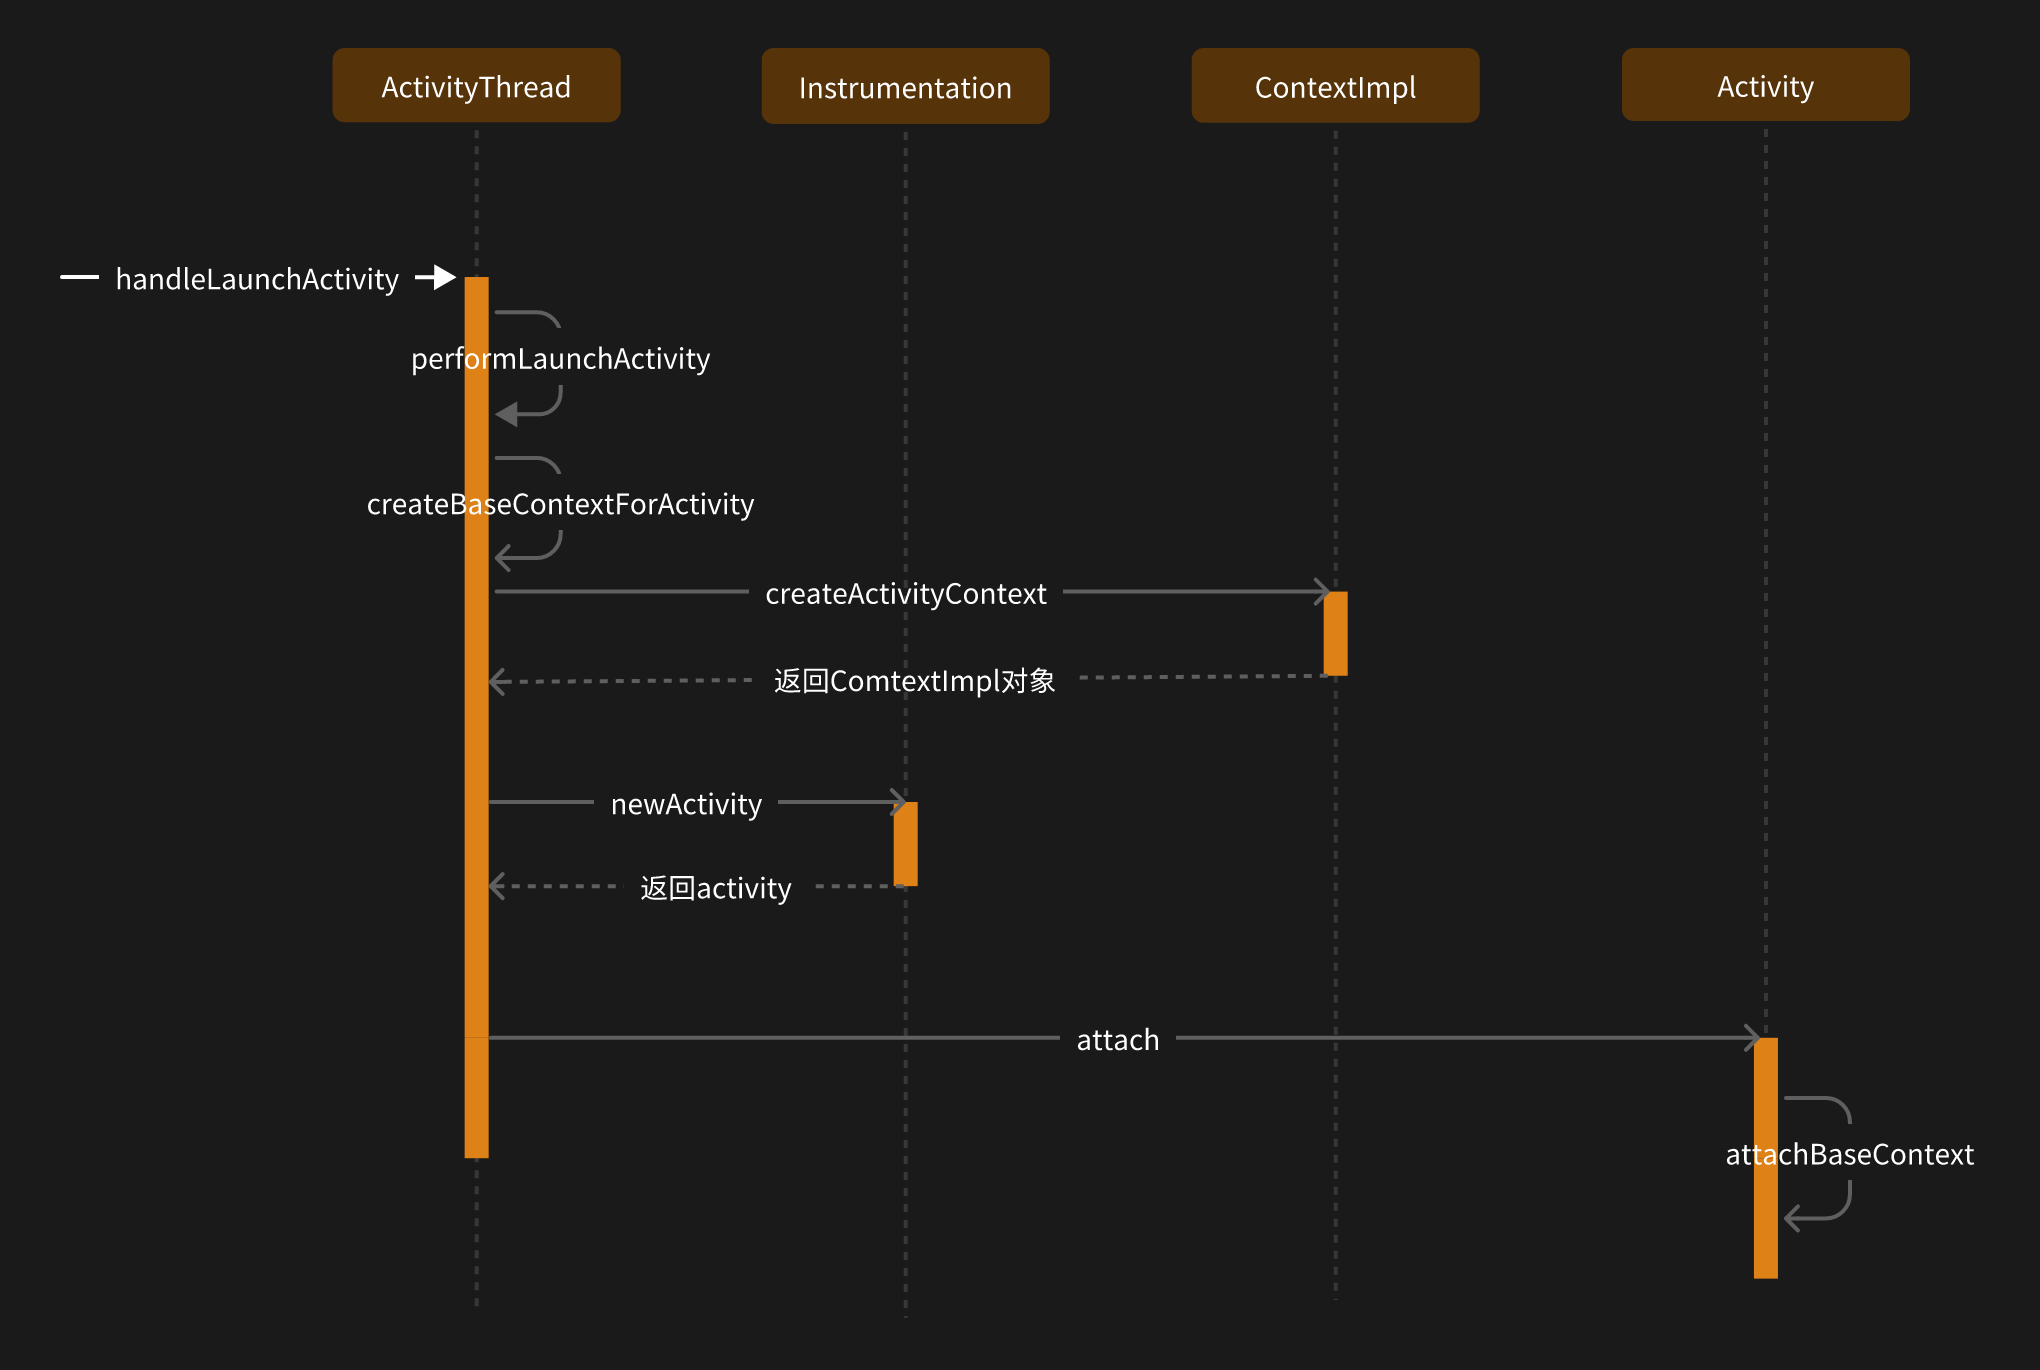 ActivityThread
Instrumentation
ContextImpl
Activity
handleLaunchActivity
performLaunchActivity
createBaseContextForActivity
createActivityContext
返回ComtextImpl对象
newActivity
返回activity
attach
attachBaseContext